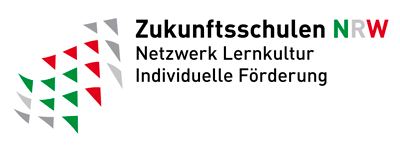 Zukunftsschulen NRW
Netzwerk Lernkultur
Individuelle Förderung